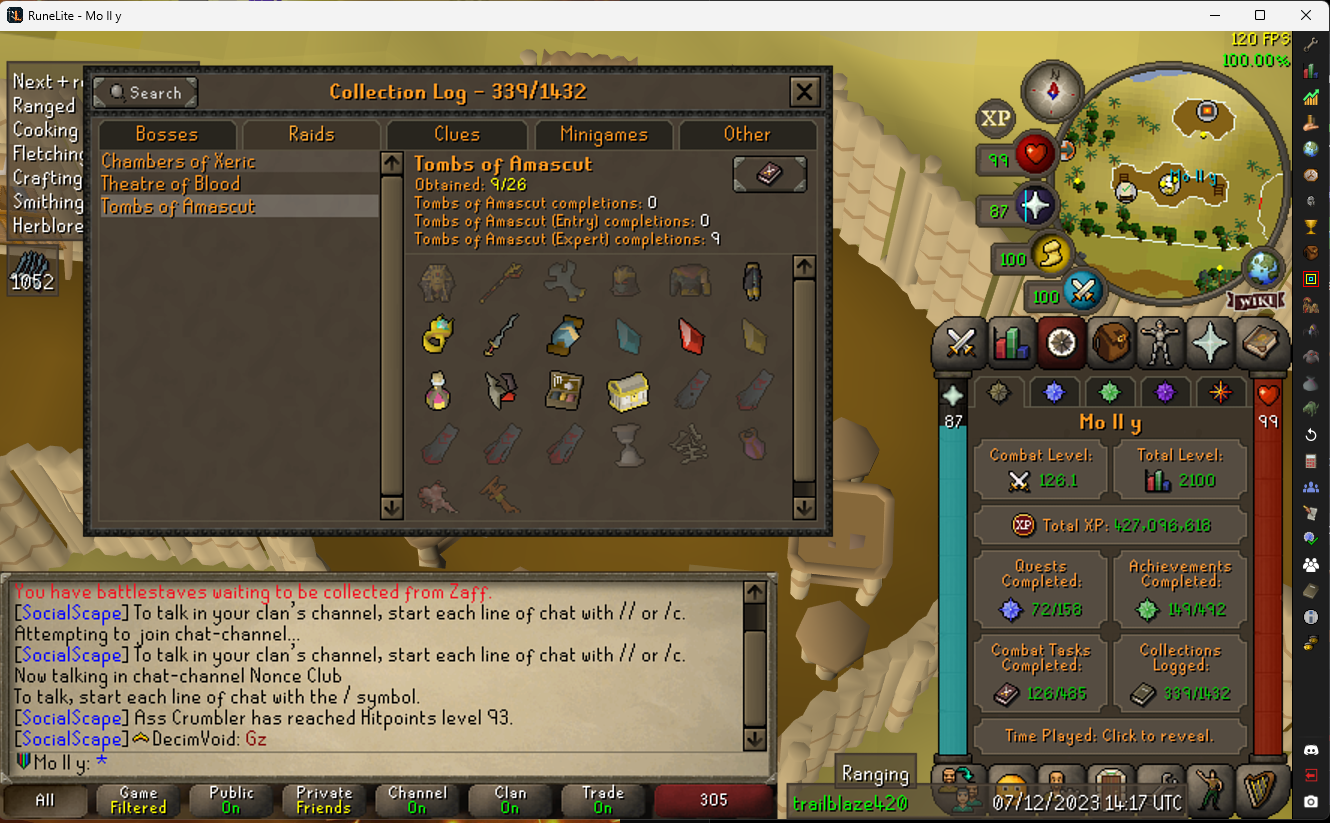 RuneLite - Mo ll y
120 FPS
100.00%
Next + r
Ranged
Cooking
Fletching
Crafting
Smithing
Herblore
1052
Search
Collection Log - 339/1432
Bosses
Raids
Clues
Minigames
Other
Chambers of Xeric
Theatre of Blood
Tombs of Amascut
Tombs of Amascut
Obtained: 9/26
Tombs of Amascut completions: 0
Tombs of Amascut (Entry) completions: 0
Tombs of Amascut (Expert) completions: 9
N
XP
99
87
100
100
Mo ll y
WIKI
87
Mo ll y
99
Combat Level:
126.1
Total Level:
2100
XP Total XP: 427,096,618
Quests
Completed:
72/158
Achievements
Completed:
149/492
Combat Tasks
Completed:
126/485
Collections
Logged:
339/1432
Time Played: Click to reveal.
You have battlestaves waiting to be collected from Zaff.
[SocialScape] To talk in your clan's channel, start each line of chat with // or /c.
Attempting to join chat-channel...
[SocialScape] To talk in your clan's channel, start each line of chat with // or /c.
Now talking in chat-channel Nonce Club
To talk, start each line of chat with the / symbol.
[SocialScape] Ass Crumbler has reached Hitpoints level 93.
[SocialScape] DecimVoid: Gz
Mo ll y: *
All
Game
Filtered
Public
On
Private
Friends
Channel
On
Clan
On
Trade
On
305
Ranging
trailblaze420
07/12/2023 14:17 UTC